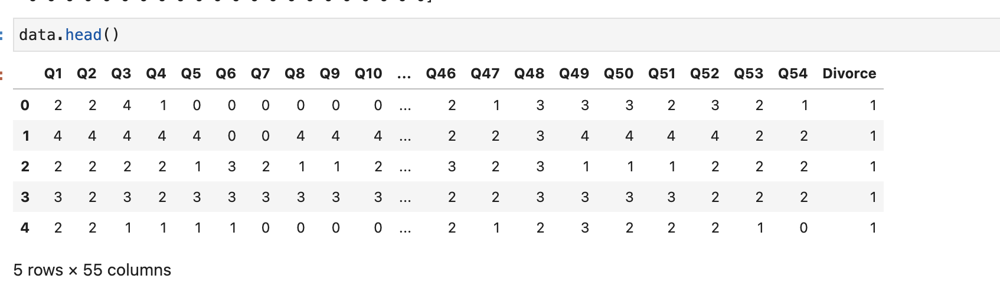 data.head()
Q1 Q2 Q3 Q4 Q5 Q6 Q7 Q8 Q9 Q10 ... Q46 Q47 Q48 Q49 Q50 Q51 Q52 Q53 Q54 Divorce
0 2 2 4 1 0 0 0 0 0 0 ... 2 1 3 3 3 2 3 2 1 1
1 4 4 4 4 4 0 0 4 4 4 ... 2 2 3 4 4 4 4 2 2 1
2 2 2 2 2 1 3 2 1 1 2 ... 3 2 3 1 1 1 2 2 2 1
3 3 2 3 2 3 3 3 3 3 3 ... 2 2 3 3 3 3 2 2 2 1
4 2 2 1 1 1 1 0 0 0 0 ... 2 1 2 3 2 2 2 1 0 1
5 rows × 55 columns